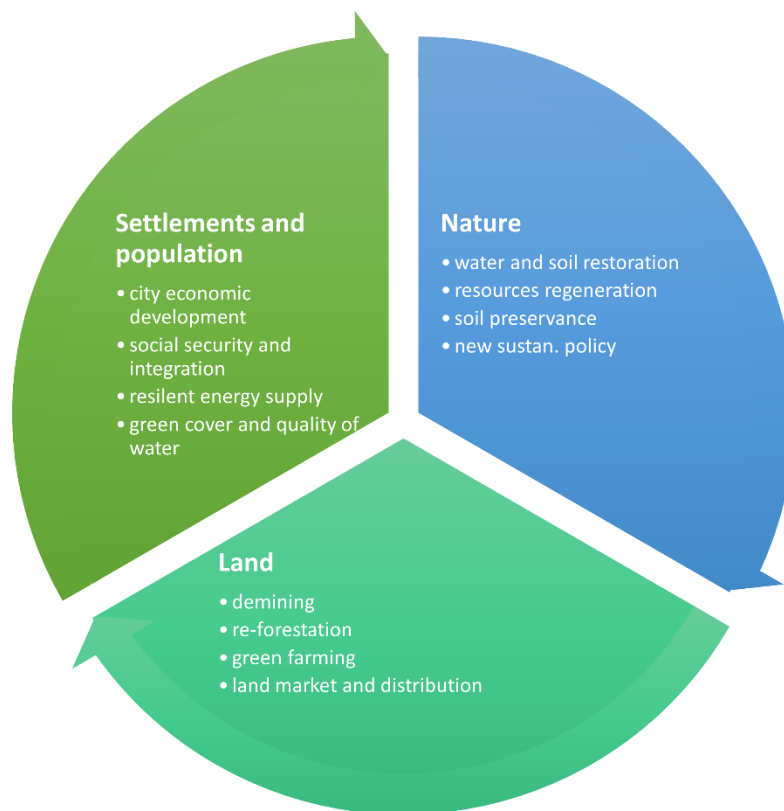 Settlements and
population
• city economic
development
• social security and
integration
• resilent energy supply
• green cover and quality of
water
Nature
• water and soil restoration
• resources regeneration
• soil preservance
• new sustan. policy
Land
• demining
• re-forestation
• green farming
• land market and distribution